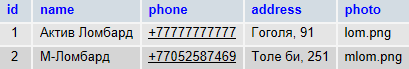 id name phone address photo
1 Актив Ломбард +77777777777 Гоголя, 91 lom.png
2 М-Ломбард +77052587469 Толе би, 251 mlom.png